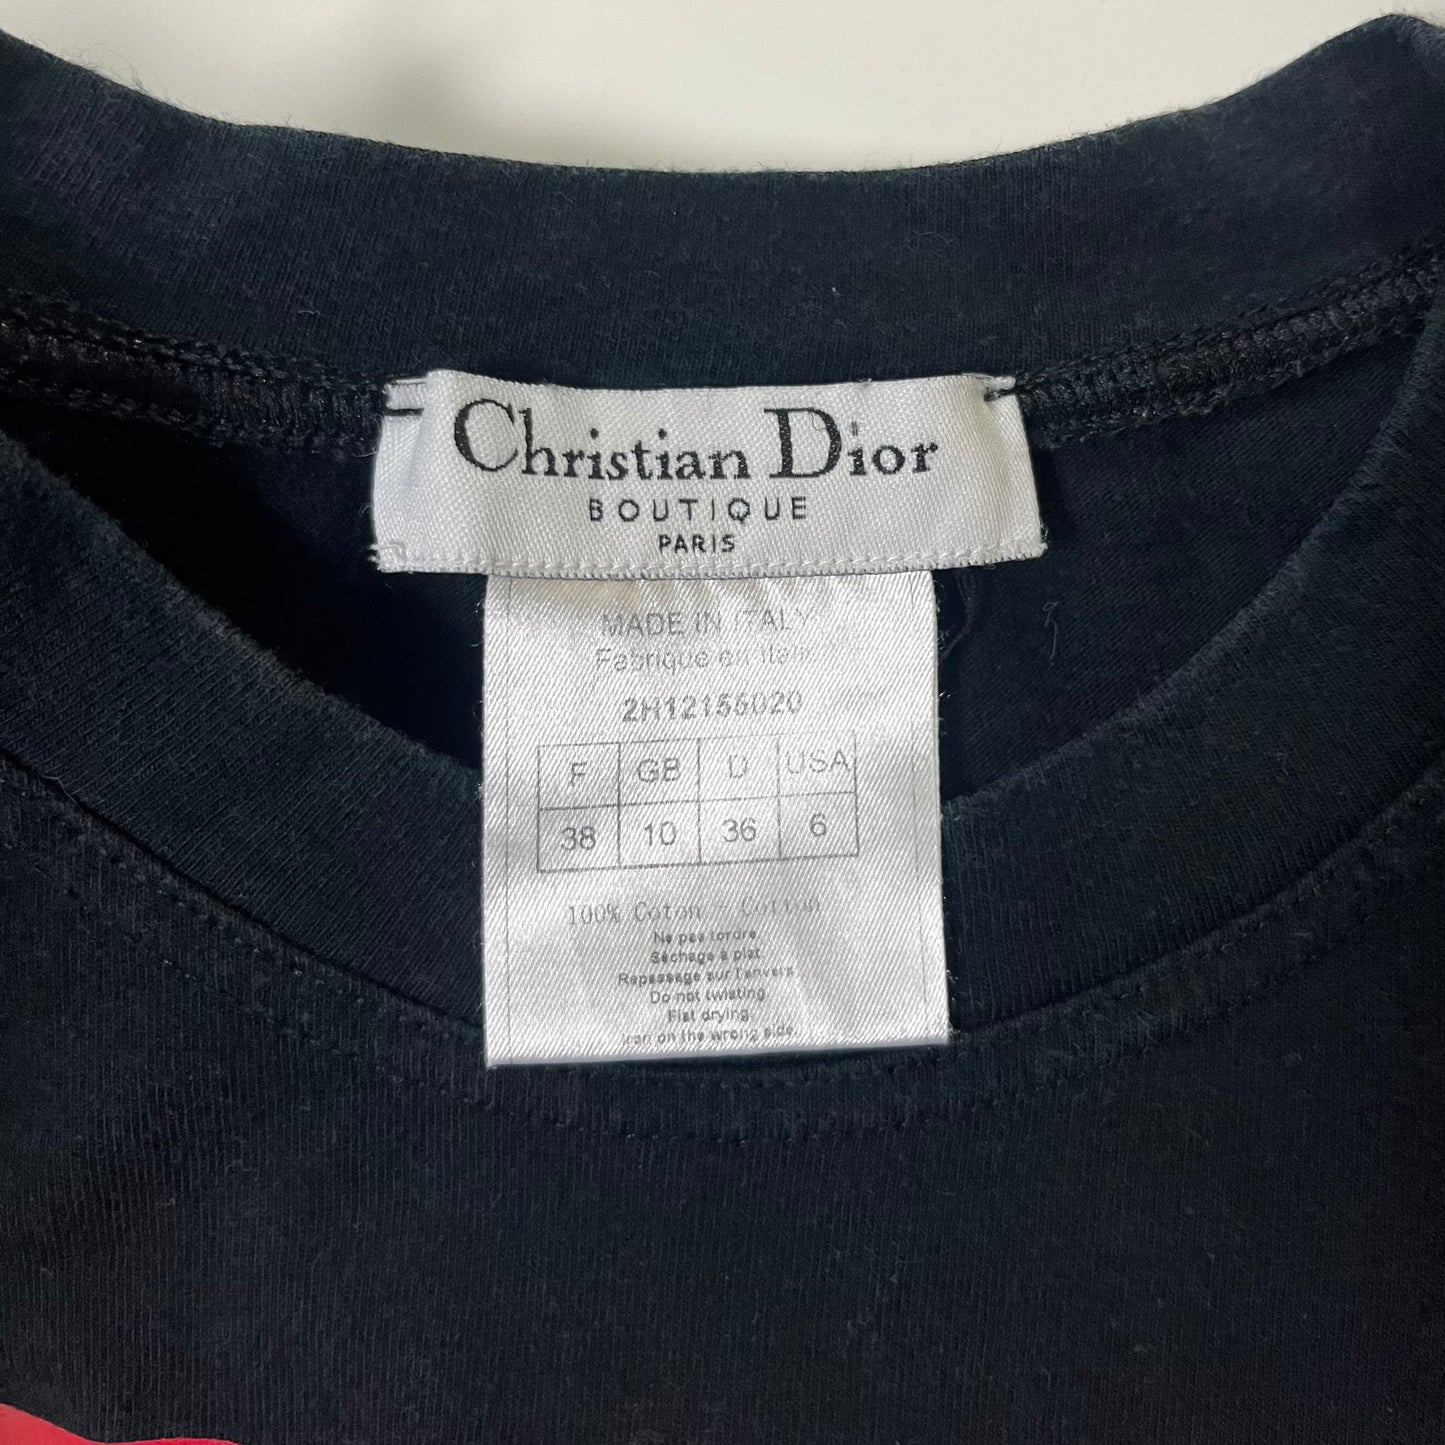 Christian Dior
BOUTIQUE
PARIS
MADE IN ITALY
Fabrique en Italie
2H12155020
F GB D USA
38 10 36 6
100% Coton - Cotton
Ne pas tordre
Séchage à plat.
Repassage sur l'envers
Do not twisting
Flat drying.
Iron on the wrong side.